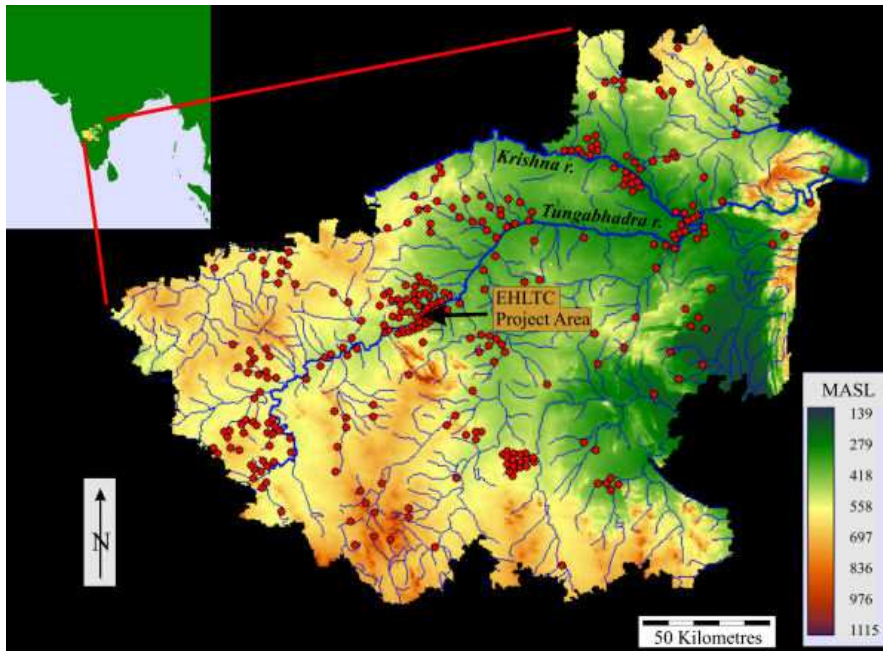 Krishna r.
Tungabhadra r.
EHLTC
Project Area
MASL
139
279
418
558
697
836
976
1115
N
50 Kilometres